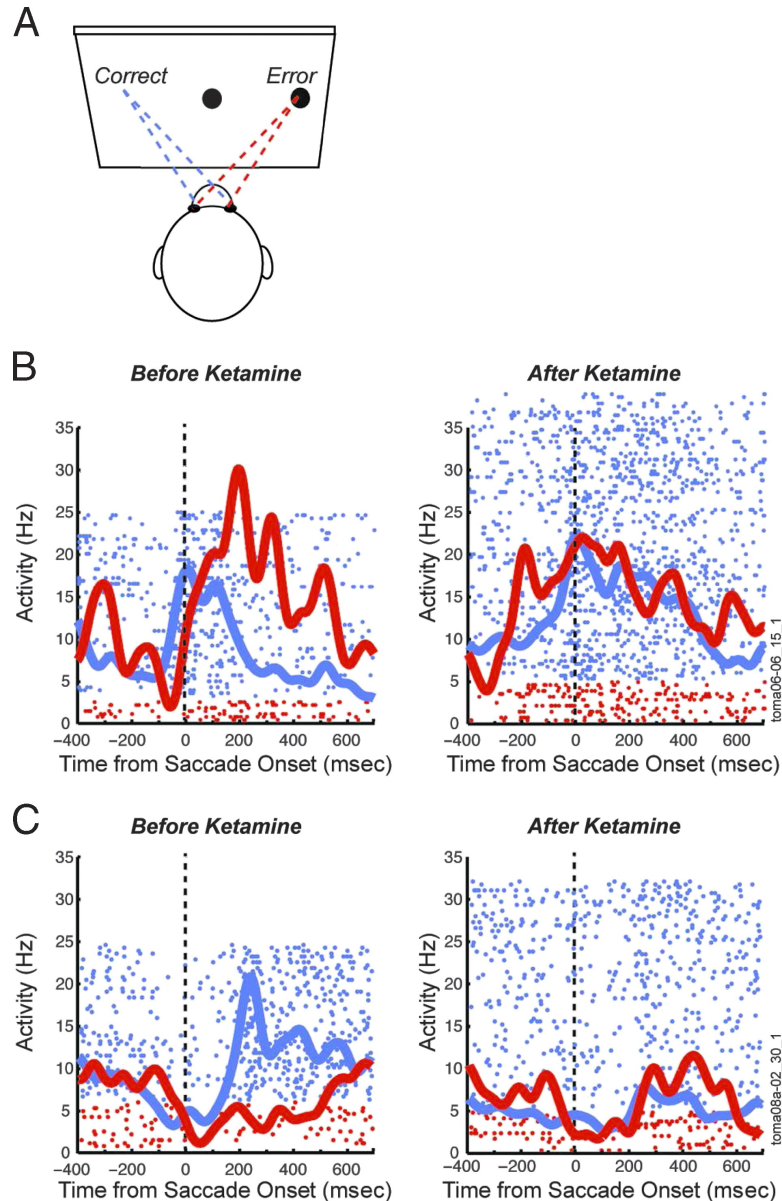 A
Correct Error
B
Before Ketamine After Ketamine
35 35
30 30
25 25
20 20
15 15
10 10
5 5
0 0
Activity (Hz) Activity (Hz)
−400 −200 0 200 400 600 −400 −200 0 200 400 600
Time from Saccade Onset (msec) Time from Saccade Onset (msec)
toma06-06_15_1
C
Before Ketamine After Ketamine
35 35
30 30
25 25
20 20
15 15
10 10
5 5
0 0
Activity (Hz) Activity (Hz)
−400 −200 0 200 400 600 −400 −200 0 200 400 600
Time from Saccade Onset (msec) Time from Saccade Onset (msec)
toma08a-02_30_1